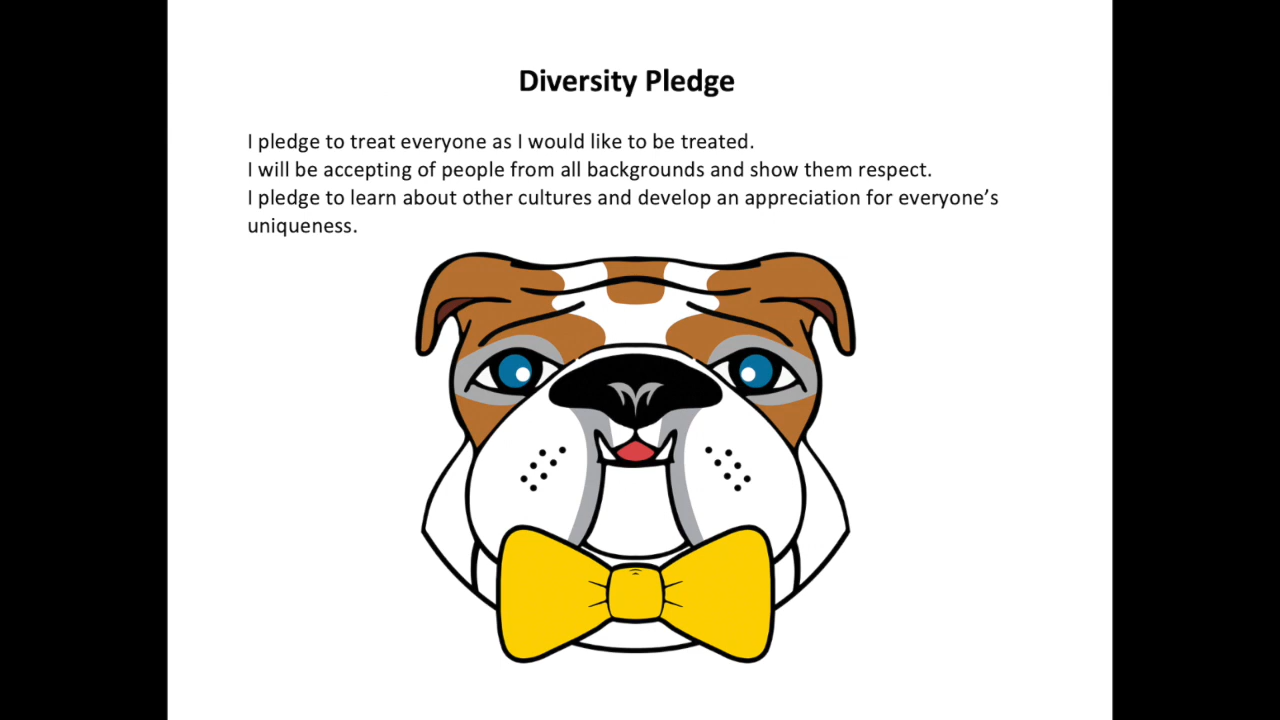 Diversity Pledge
I pledge to treat everyone as I would like to be treated.
I will be accepting of people from all backgrounds and show them respect.
I pledge to learn about other cultures and develop an appreciation for everyone’s
uniqueness.